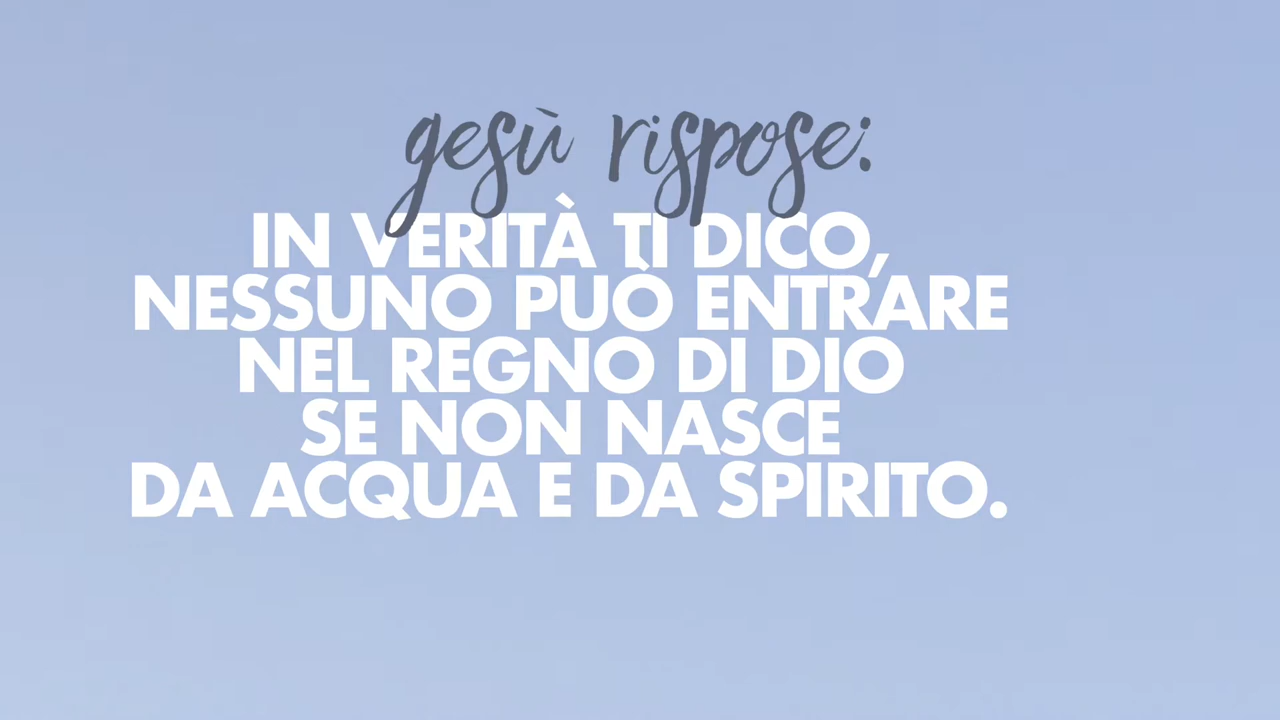 gesù rispose:
IN VERITÀ TI DICO,
NESSUNO PUÒ ENTRARE
NEL REGNO DI DIO
SE NON NASCE
DA ACQUA E DA SPIRITO.